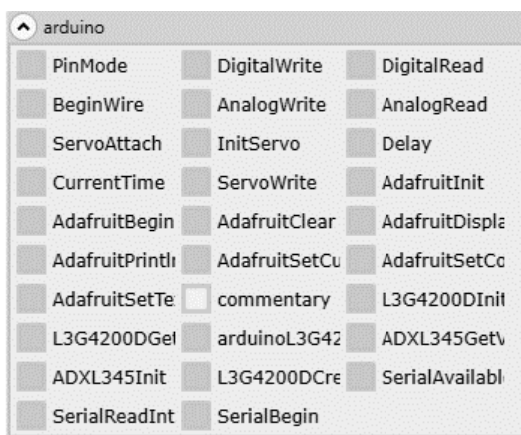 arduino
PinMode DigitalWrite DigitalRead
BeginWire AnalogWrite AnalogRead
ServoAttach InitServo Delay
CurrentTime ServoWrite AdafruitInit
AdafruitBegin AdafruitClear AdafruitDispla
AdafruitPrintlr AdafruitSetCu AdafruitSetCo
AdafruitSetTe commentary L3G4200DInit
L3G4200DGet arduinoL3G42 ADXL345GetV
ADXL345Init L3G4200DCre SerialAvailabl
SerialReadInt SerialBegin